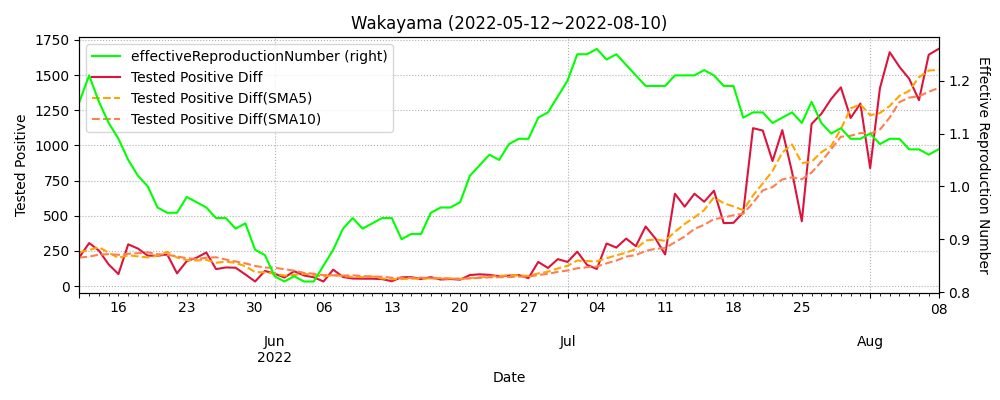 Wakayama (2022-05-12~2022-08-10)
effectiveReproductionNumber (right)
Tested Positive Diff
Tested Positive Diff(SMA5)
Tested Positive Diff(SMA10)
Tested Positive
1750
1500
1250
1000
750
500
250
0
1.2
1.1
1.0
0.9
0.8
Effective Reproduction Number
16 23 30 06 13 20 27 04 11 18 25 08
Jun Jul Aug
2022
Date